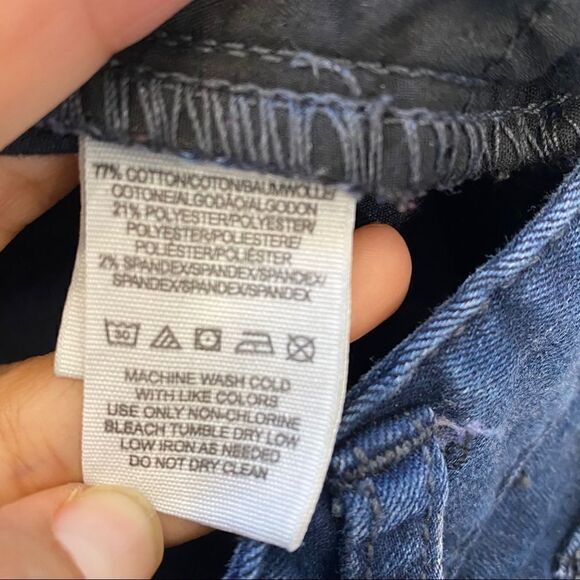 77% COTTON/COTON/BAUMWOLLE/
COTONE/ALGODÃO/ALGODON
21% POLYESTER/POLYESTER/
POLYESTER/POLIESTERE/
POLIÉSTER/POLIÉSTER
2% SPANDEX/SPANDEX/SPANDEX/
SPANDEX/SPANDEX/SPANDEX
30
MACHINE WASH COLD
WITH LIKE COLORS
USE ONLY NON-CHLORINE
BLEACH TUMBLE DRY LOW
LOW IRON AS NEEDED
DO NOT DRY CLEAN